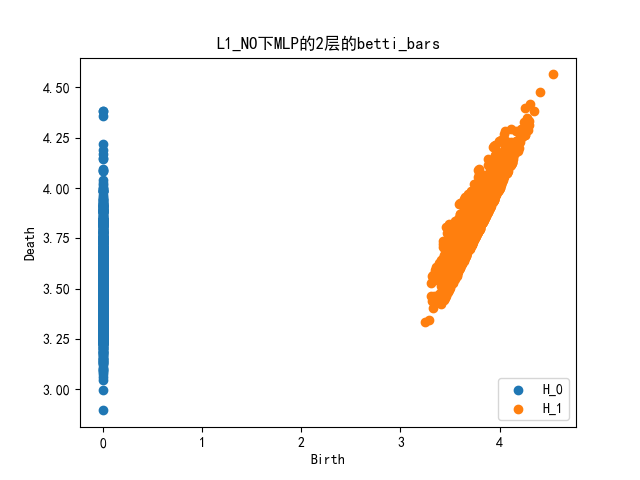 L1_NO下MLP的2层的betti_bars
4.50
4.25
4.00
3.75
3.50
3.25
3.00
Death
0 1 2 3 4
Birth
H_0
H_1